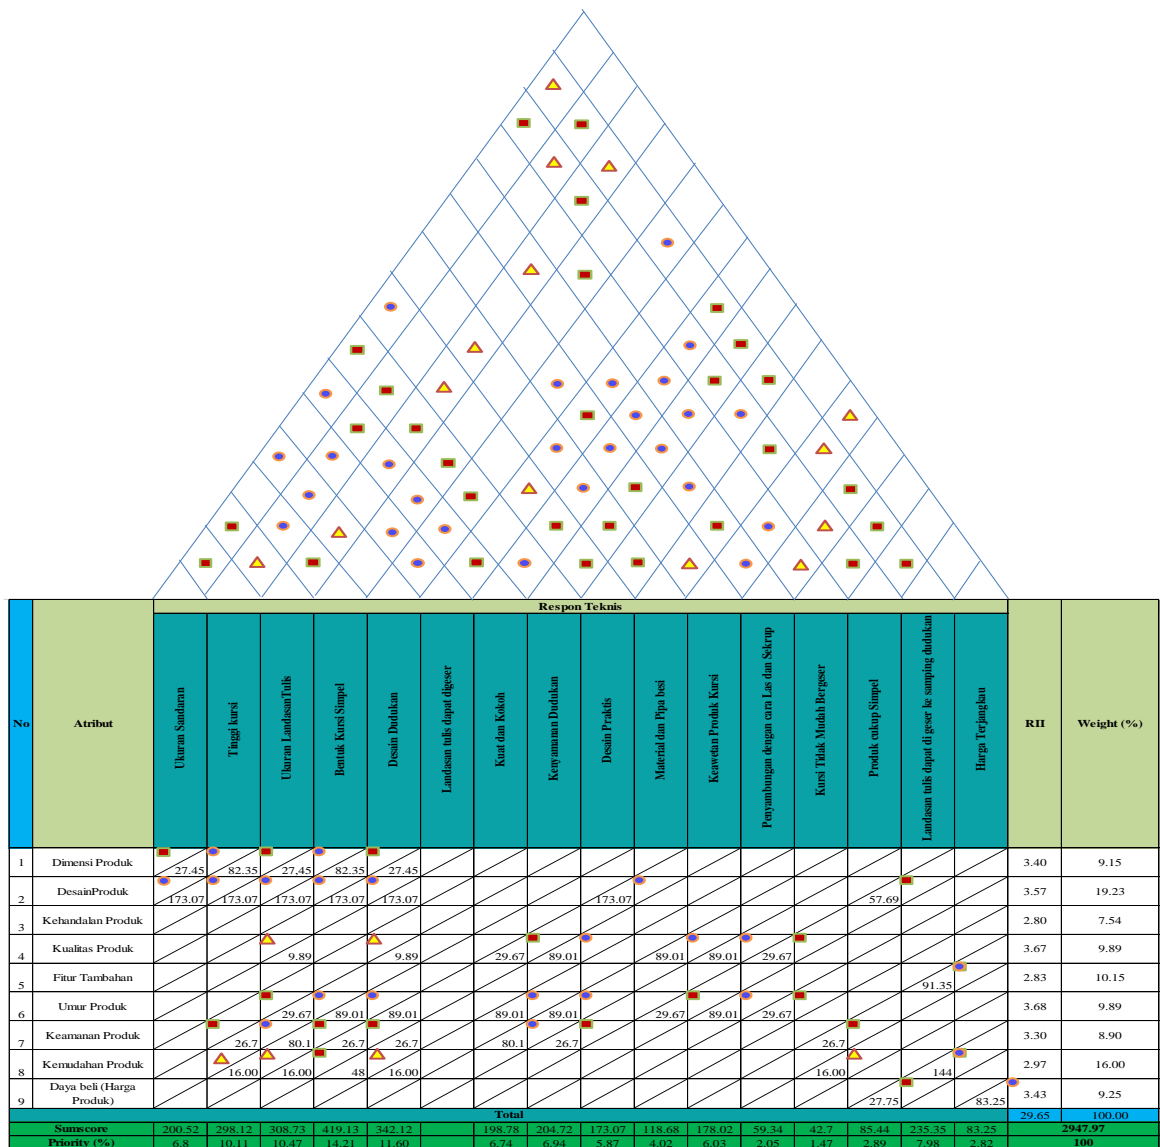 Respon Teknis
No
Atribut
Ukuran Sandaran
Tinggi kursi
Ukuran LandasanTulis
Bentuk Kursi Simpel
Desain Dudukan
Landasan tulis dapat digeser
Kuat dan Kokoh
Kenyamanan Dudukan
Desain Praktis
Material dan Pipa besi
Keawetan Produk Kursi
Penyambungan dengan cara Las dan Sekrup
Kursi Tidak Mudah Bergeser
Produk cukup Simpel
Landasan tulis dapat di geser ke samping dudukan
Harga Terjangkau
RII
Weight (%)
1 Dimensi Produk 27.45 82.35 27,45 82.35 27.45 3.40 9.15
2 DesainProduk 173.07 173.07 173.07 173.07 173.07 173.07 57.69 3.57 19.23
3 Kehandalan Produk 2.80 7.54
4 Kualitas Produk 9.89 9.89 29.67 89.01 89.01 89.01 29.67 3.67 9.89
5 Fitur Tambahan 91.35 2.83 10.15
6 Umur Produk 29.67 89.01 89.01 89.01 89.01 29.67 89.01 29.67 3.68 9.89
7 Keamanan Produk 26.7 80.1 26.7 26.7 80.1 26.7 26.7 3.30 8.90
8 Kemudahan Produk 16.00 16.00 48 16.00 16.00 144 2.97 16.00
9 Daya beli (Harga
Produk) 27.75 83.25 3.43 9.25
Total 29.65 100.00
Sumscore 200.52 298.12 308.73 419.13 342.12 198.78 204.72 173.07 118.68 178.02 59.34 42.7 85.44 235.35 83.25 2947.97
Priority (%) 6.8 10.11 10.47 14.21 11.60 6.74 6.94 5.87 4.02 6.03 2.05 1.47 2.89 7.98 2.82 100